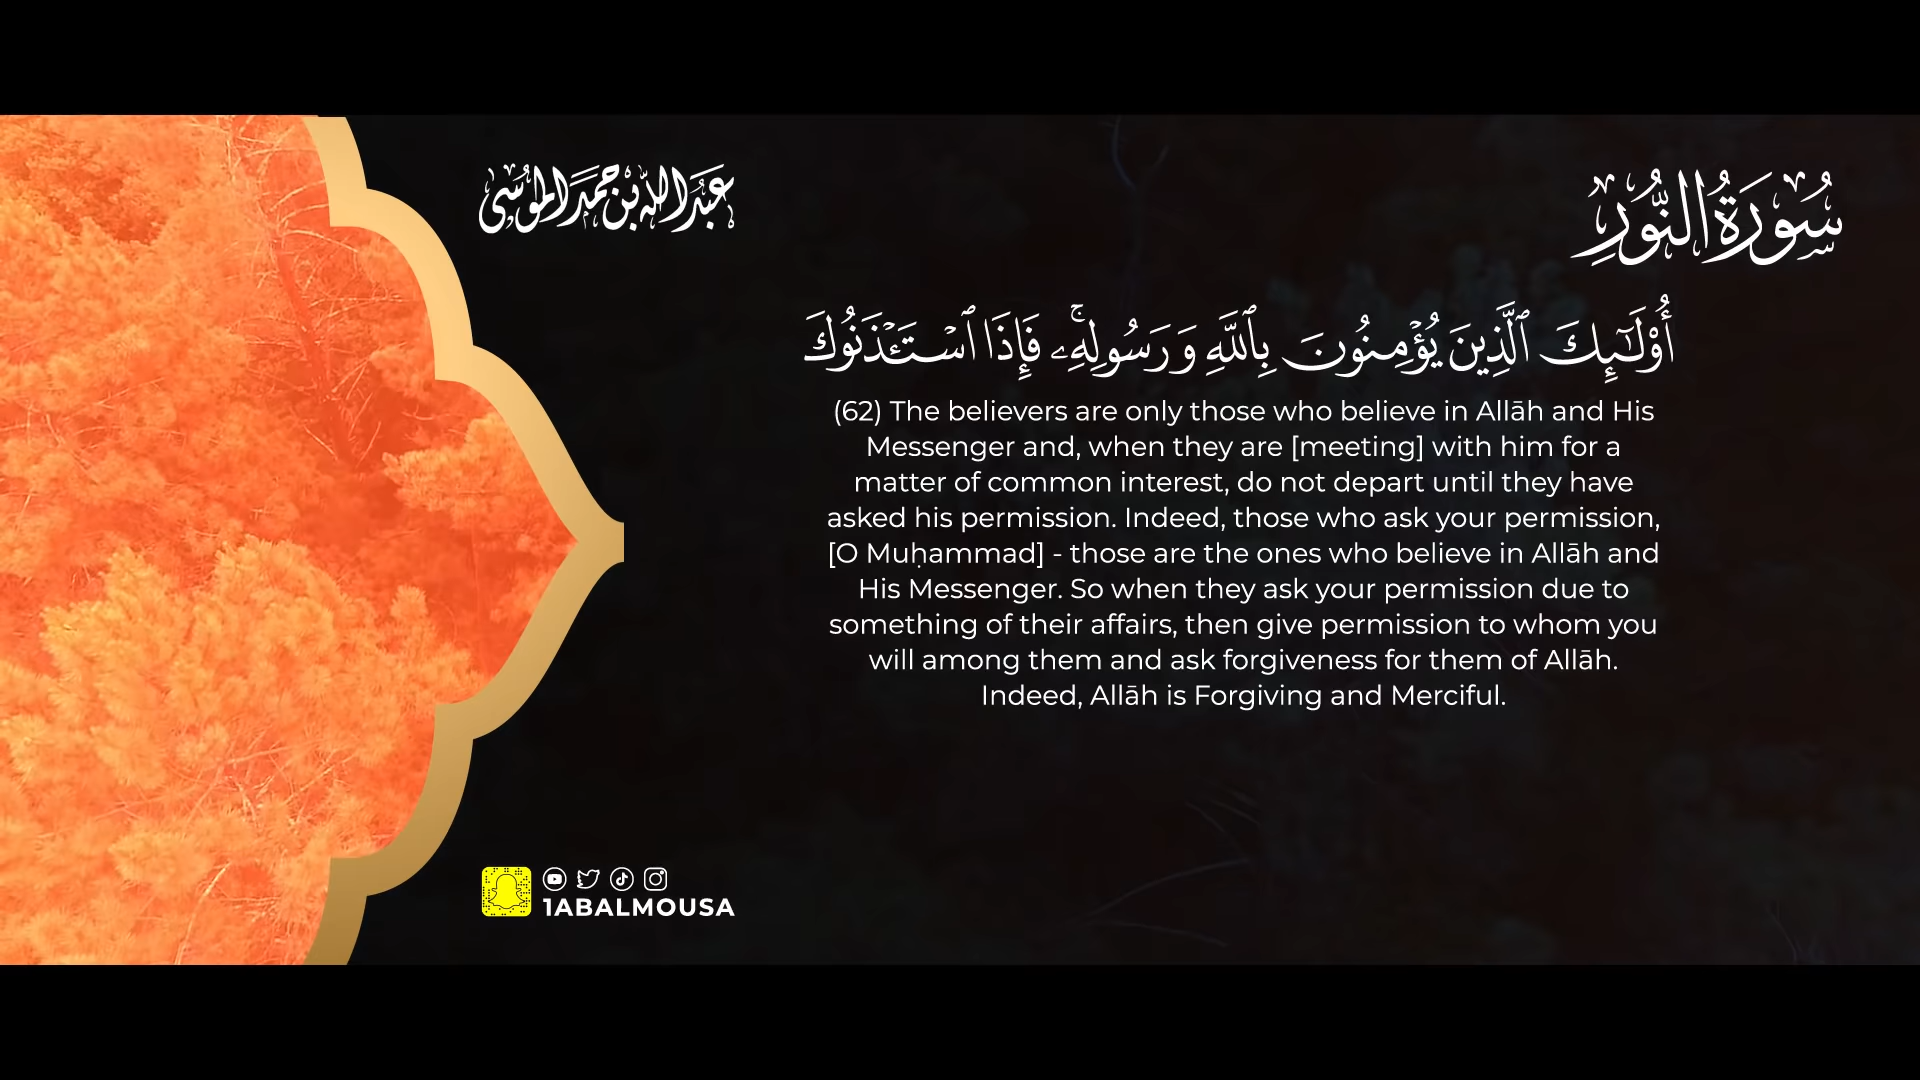 سُورَةُ النُّورِ
عَبْدُ اللَّه بْن حَمَد الْمُوسَى
أُوْلَـٰٓئِكَ ٱلَّذِينَ يُؤْمِنُونَ بِٱللَّهِ وَرَسُولِهِۦۚ فَإِذَا ٱسْتَـْٔذَنُوكَ
(62) The believers are only those who believe in Allāh and His
Messenger and, when they are [meeting] with him for a
matter of common interest, do not depart until they have
asked his permission. Indeed, those who ask your permission,
[O Muḥammad] - those are the ones who believe in Allāh and
His Messenger. So when they ask your permission due to
something of their affairs, then give permission to whom you
will among them and ask forgiveness for them of Allāh.
Indeed, Allāh is Forgiving and Merciful.
1ABALMOUSA